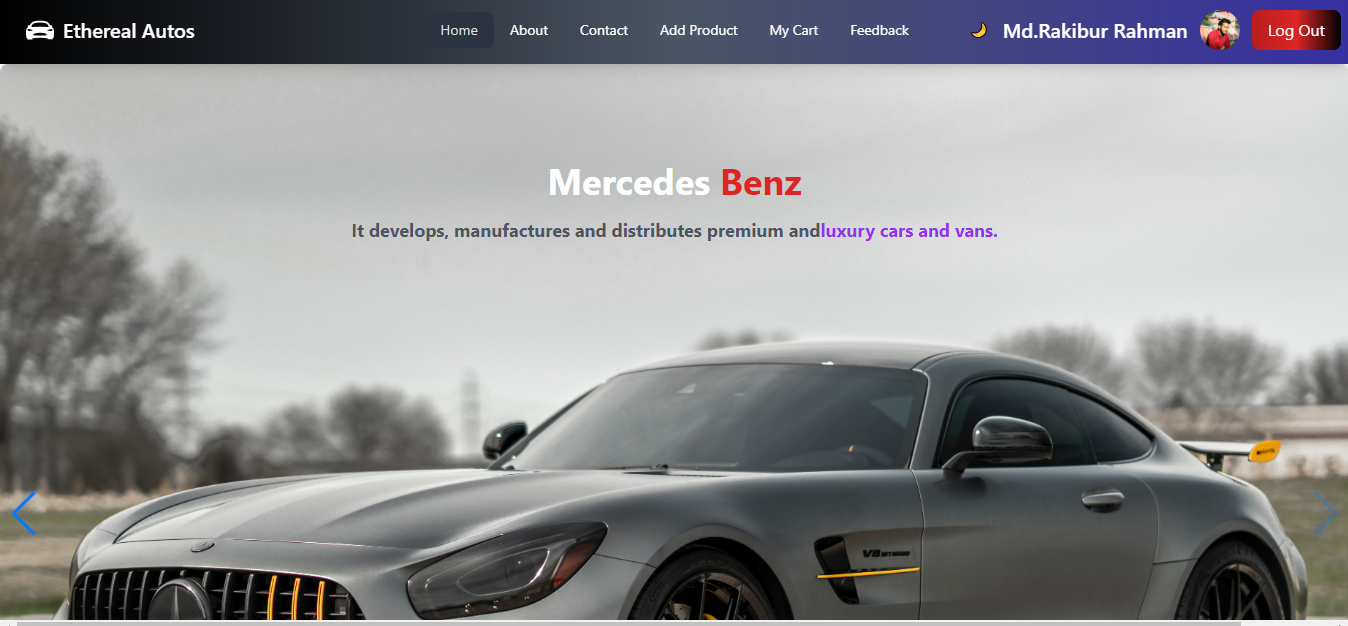 Ethereal Autos
Home
About
Contact
Add Product
My Cart
Feedback
Md.Rakibur Rahman
Log Out
Mercedes Benz
It develops, manufactures and distributes premium andluxury cars and vans.
V8 BITURBO